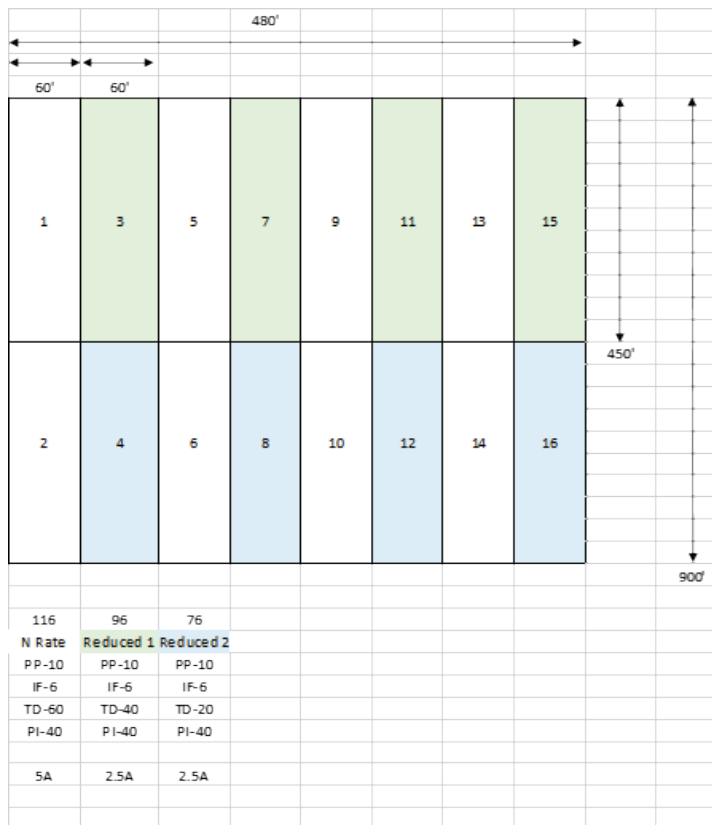 480'
60' 60'
1 3 5 7 9 11 13 15
450'
2 4 6 8 10 12 14 16
900'
116 96 76
N Rate Reduced 1 Reduced 2
PP-10 PP-10 PP-10
IF-6 IF-6 IF-6
TD-60 TD-40 TD-20
PI-40 PI-40 PI-40
5A 2.5A 2.5A